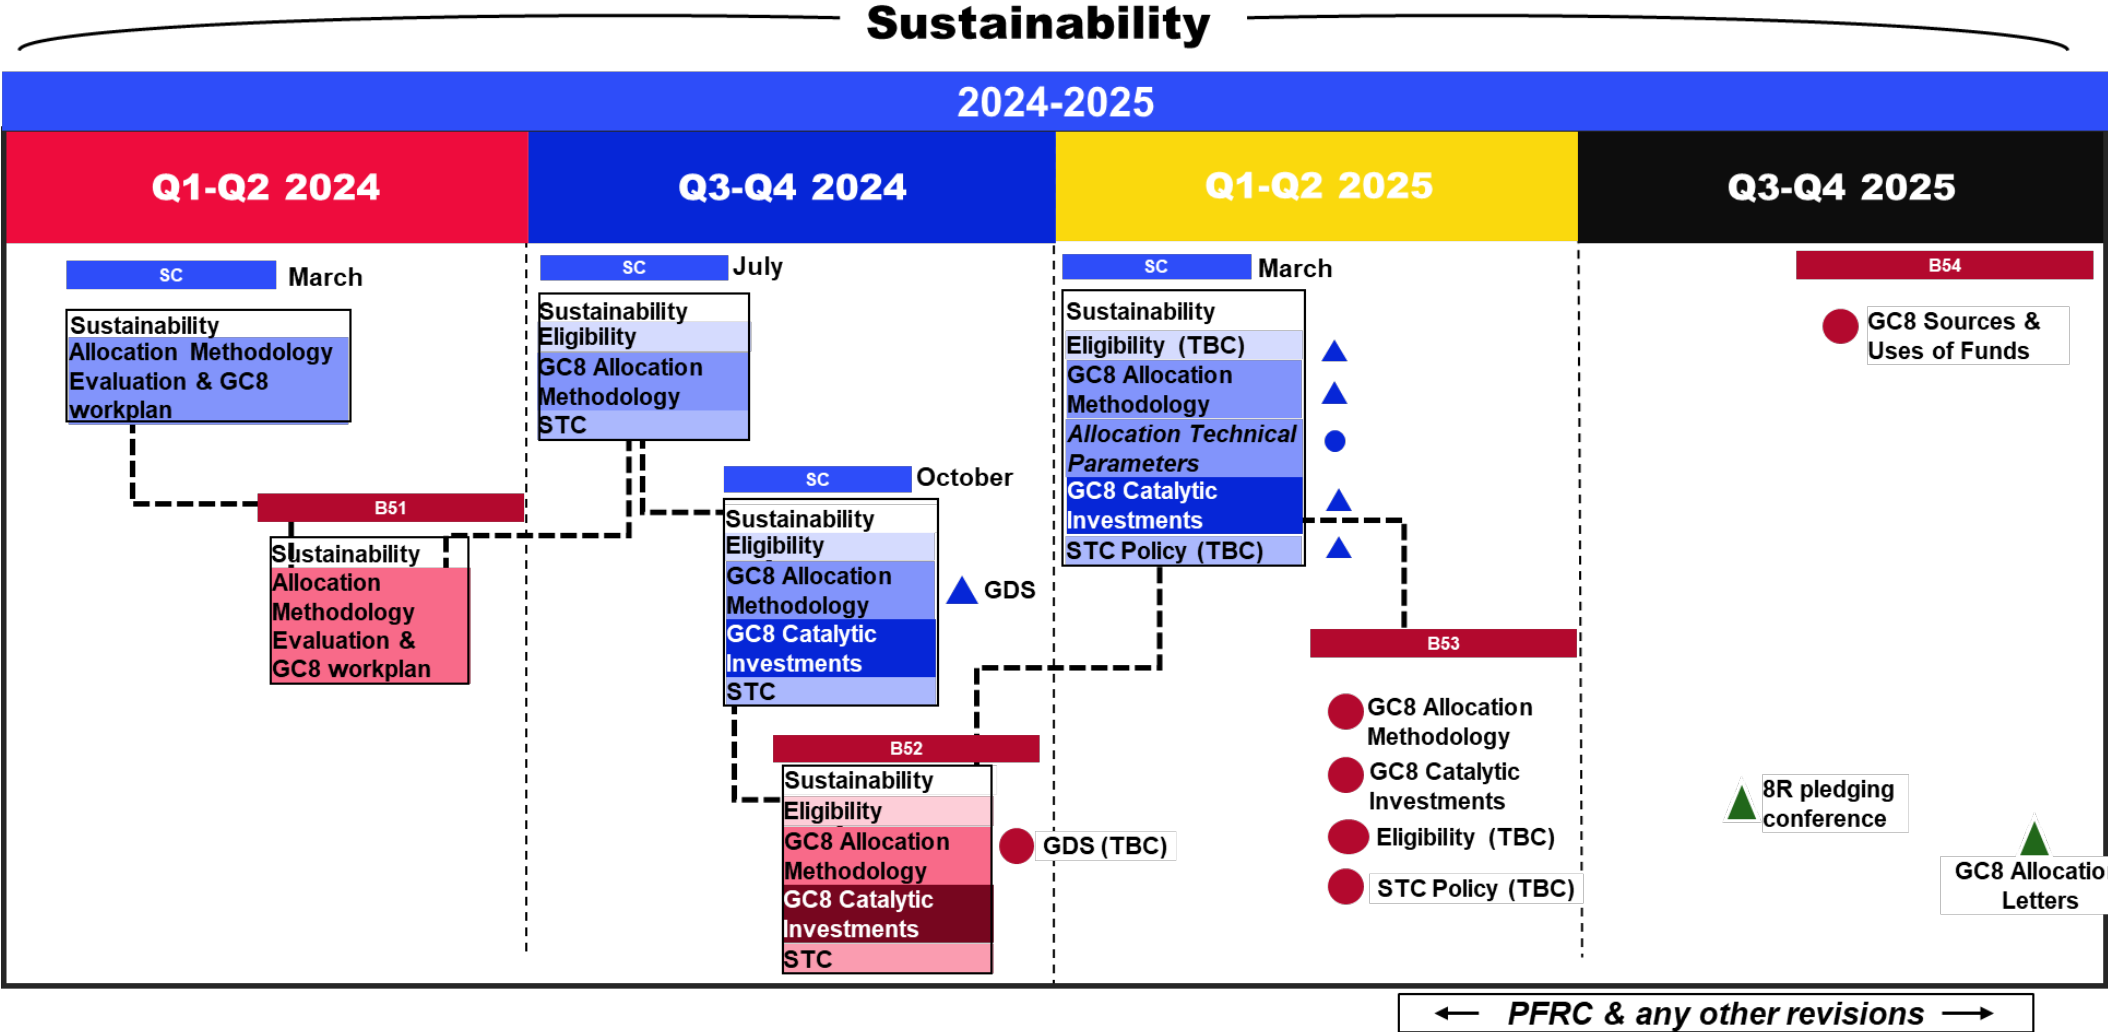 Sustainability
2024-2025
Q1-Q2 2024
Q3-Q4 2024
Q1-Q2 2025
Q3-Q4 2025
SC
March
Sustainability
Allocation Methodology
Evaluation & GC8
workplan
B51
Sustainability
Allocation
Methodology
Evaluation &
GC8 workplan
SC
July
Sustainability
Eligibility
GC8 Allocation
Methodology
STC
SC
October
Sustainability
Eligibility
GC8 Allocation
Methodology
GC8 Catalytic
Investments
STC
GDS
B52
Sustainability
Eligibility
GC8 Allocation
Methodology
GC8 Catalytic
Investments
STC
GDS (TBC)
SC
March
Sustainability
Eligibility (TBC)
GC8 Allocation
Methodology
Allocation Technical
Parameters
GC8 Catalytic
Investments
STC Policy (TBC)
B53
GC8 Allocation
Methodology
GC8 Catalytic
Investments
Eligibility (TBC)
STC Policy (TBC)
B54
GC8 Sources &
Uses of Funds
8R pledging
conference
GC8 Allocatio
Letters
PFRC & any other revisions